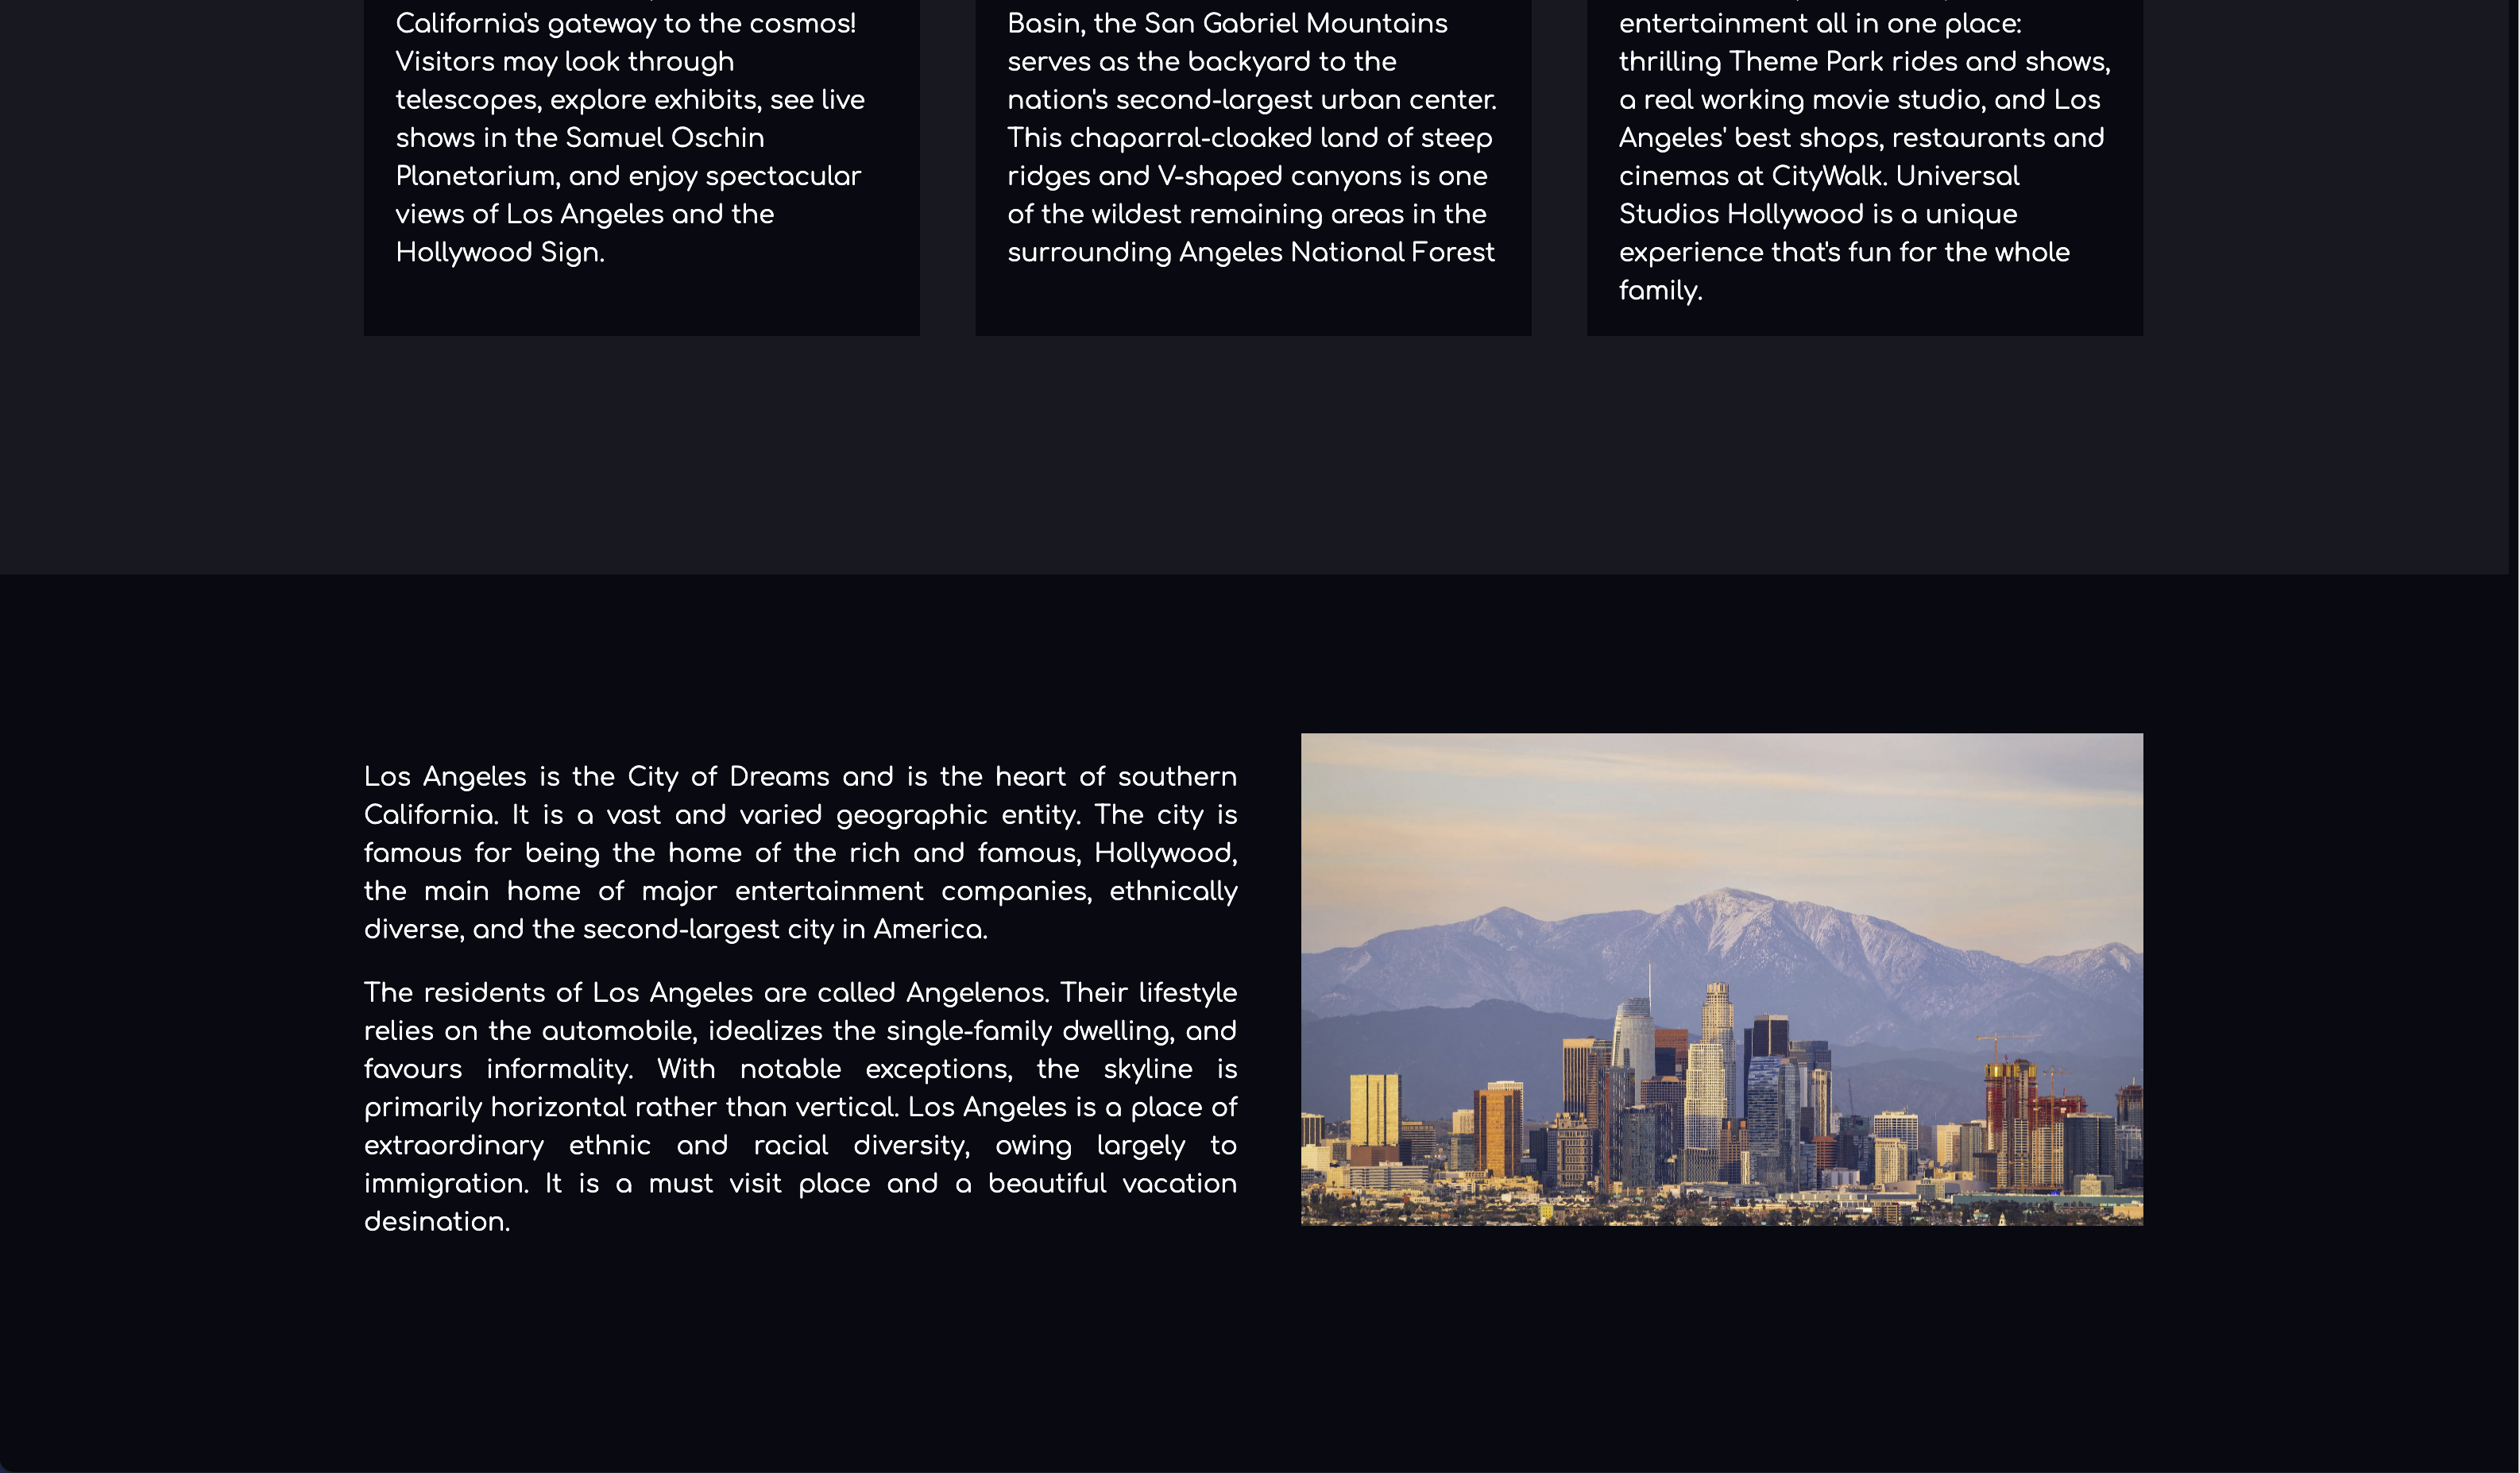 California's gateway to the cosmos!
Visitors may look through
telescopes, explore exhibits, see live
shows in the Samuel Oschin
Planetarium, and enjoy spectacular
views of Los Angeles and the
Hollywood Sign.
Basin, the San Gabriel Mountains
serves as the backyard to the
nation's second-largest urban center.
This chaparral-cloaked land of steep
ridges and V-shaped canyons is one
of the wildest remaining areas in the
surrounding Angeles National Forest
entertainment all in one place:
thrilling Theme Park rides and shows,
a real working movie studio, and Los
Angeles' best shops, restaurants and
cinemas at CityWalk. Universal
Studios Hollywood is a unique
experience that's fun for the whole
family.
Los Angeles is the City of Dreams and is the heart of southern
California. It is a vast and varied geographic entity. The city is
famous for being the home of the rich and famous, Hollywood,
the main home of major entertainment companies, ethnically
diverse, and the second-largest city in America.
The residents of Los Angeles are called Angelenos. Their lifestyle
relies on the automobile, idealizes the single-family dwelling, and
favours informality. With notable exceptions, the skyline is
primarily horizontal rather than vertical. Los Angeles is a place of
extraordinary ethnic and racial diversity, owing largely to
immigration. It is a must visit place and a beautiful vacation
desination.